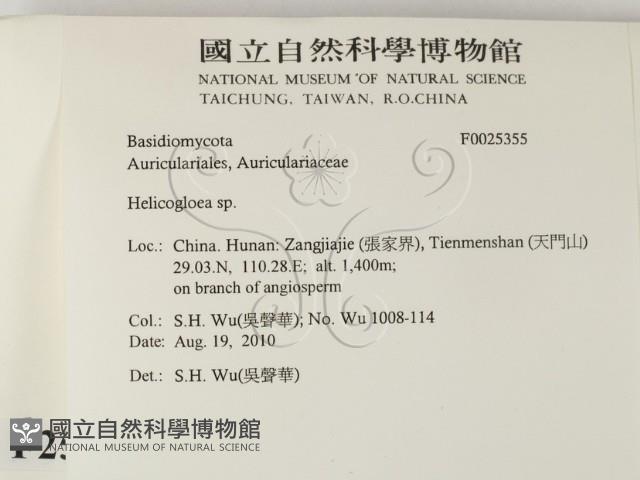 國立自然科學博物館
NATIONAL MUSEUM OF NATURAL SCIENCE
TAICHUNG, TAIWAN, R.O.CHINA
Basidiomycota F0025355
Auriculariales, Auriculariaceae
Helicogloea sp.
Loc.: China. Hunan: Zangjiajie (張家界), Tienmenshan (天門山)
29.03.N, 110.28.E; alt. 1,400m;
on branch of angiosperm
Col.: S.H. Wu(吳聲華); No. Wu 1008-114
Date: Aug. 19, 2010
Det.: S.H. Wu(吳聲華)
國立自然科學博物館
NATIONAL MUSEUM OF NATURAL SCIENCE